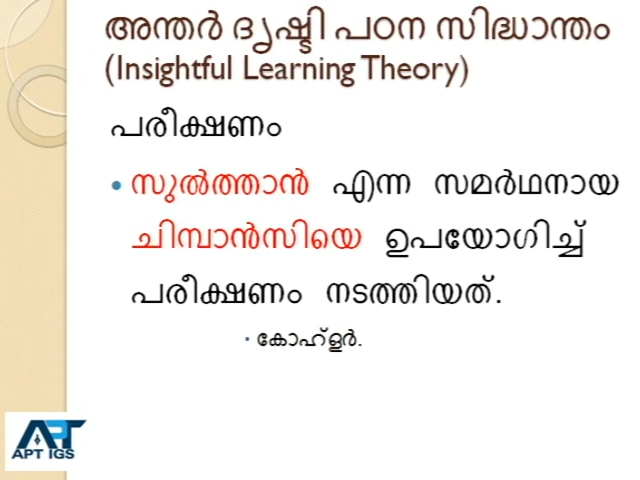 അന്തർ ദൃഷ്ടി പഠന സിദ്ധാന്തം
(Insightful Learning Theory)
പരീക്ഷണം
• സുൽത്താൻ എന്ന സമർഥനായ
ചിമ്പാൻസിയെ ഉപയോഗിച്ച്
പരീക്ഷണം നടത്തിയത്.
• കോഹ്ളർ.
APT
APT IGS